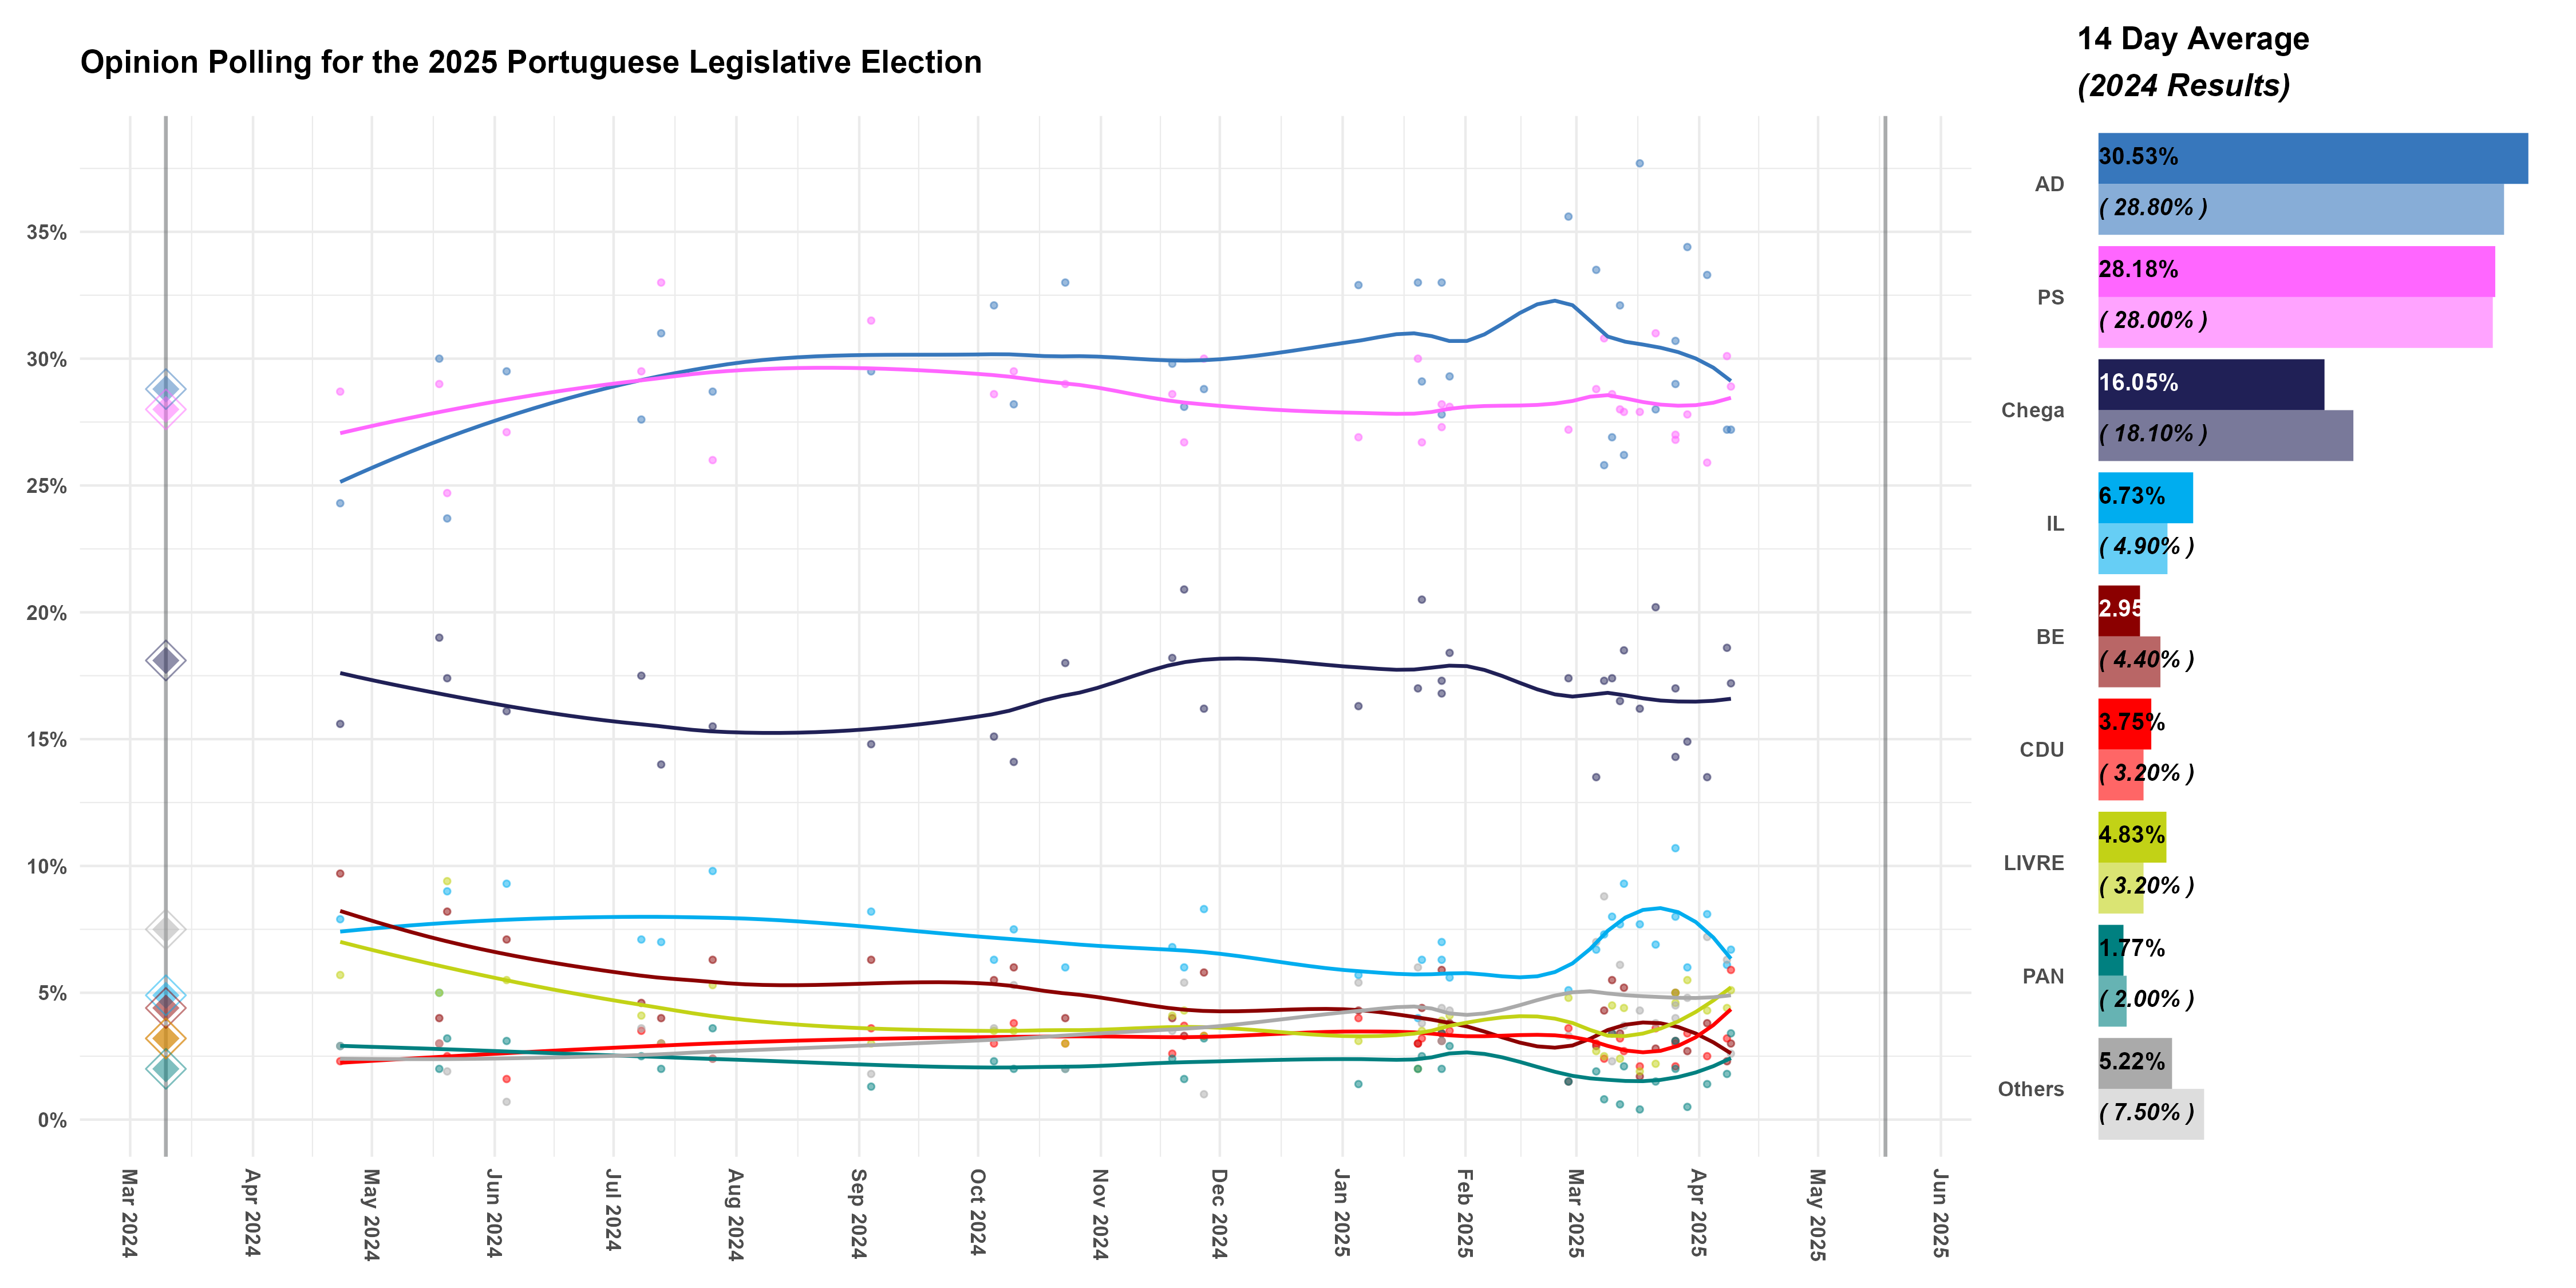 Opinion Polling for the 2025 Portuguese Legislative Election
14 Day Average
(2024 Results)
35%
30%
25%
20%
15%
10%
5%
0%
Mar 2024
Apr 2024
May 2024
Jun 2024
Jul 2024
Aug 2024
Sep 2024
Oct 2024
Nov 2024
Dec 2024
Jan 2025
Feb 2025
Mar 2025
Apr 2025
May 2025
Jun 2025
AD
30.53%
( 28.80% )
PS
28.18%
( 28.00% )
Chega
16.05%
( 18.10% )
IL
6.73%
( 4.90% )
BE
2.95
( 4.40% )
CDU
3.75%
( 3.20% )
LIVRE
4.83%
( 3.20% )
PAN
1.77%
( 2.00% )
Others
5.22%
( 7.50% )